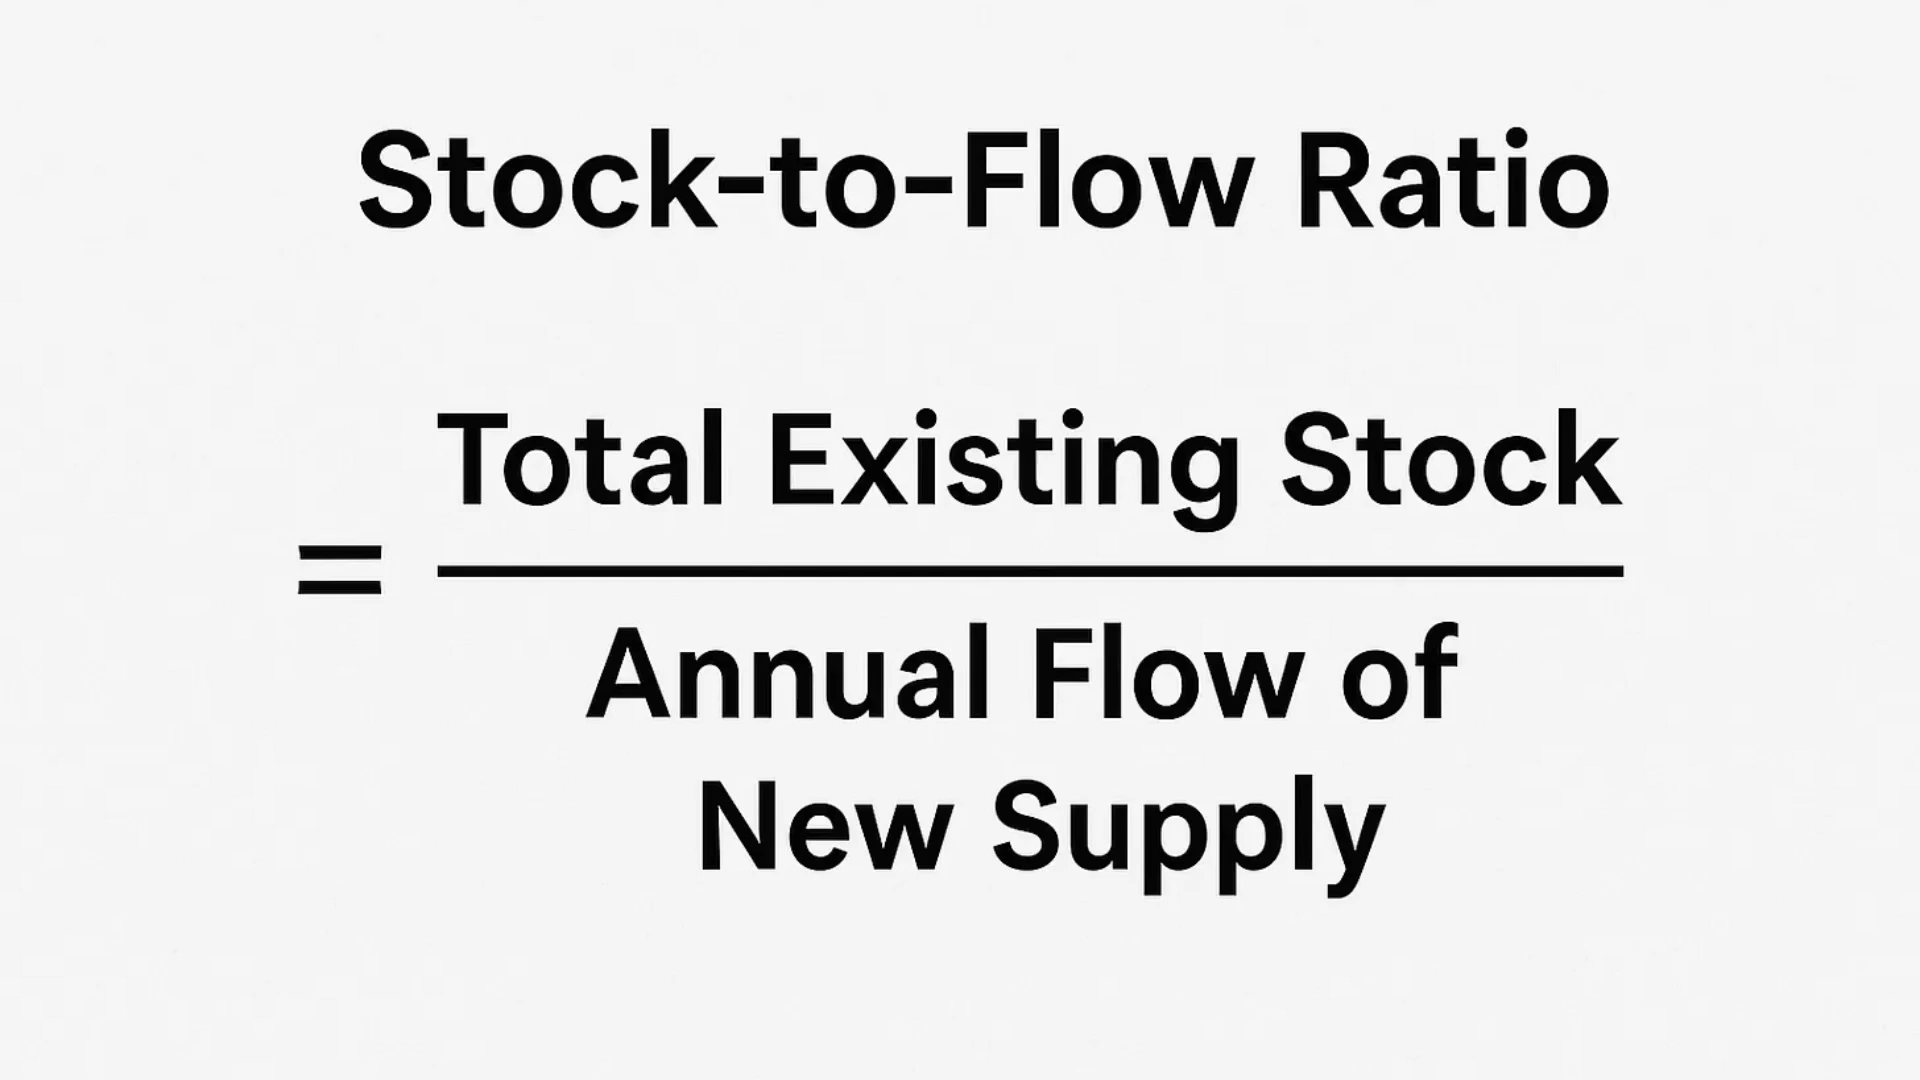 Stock-to-Flow Ratio
Total Existing Stock
=
Annual Flow of
New Supply